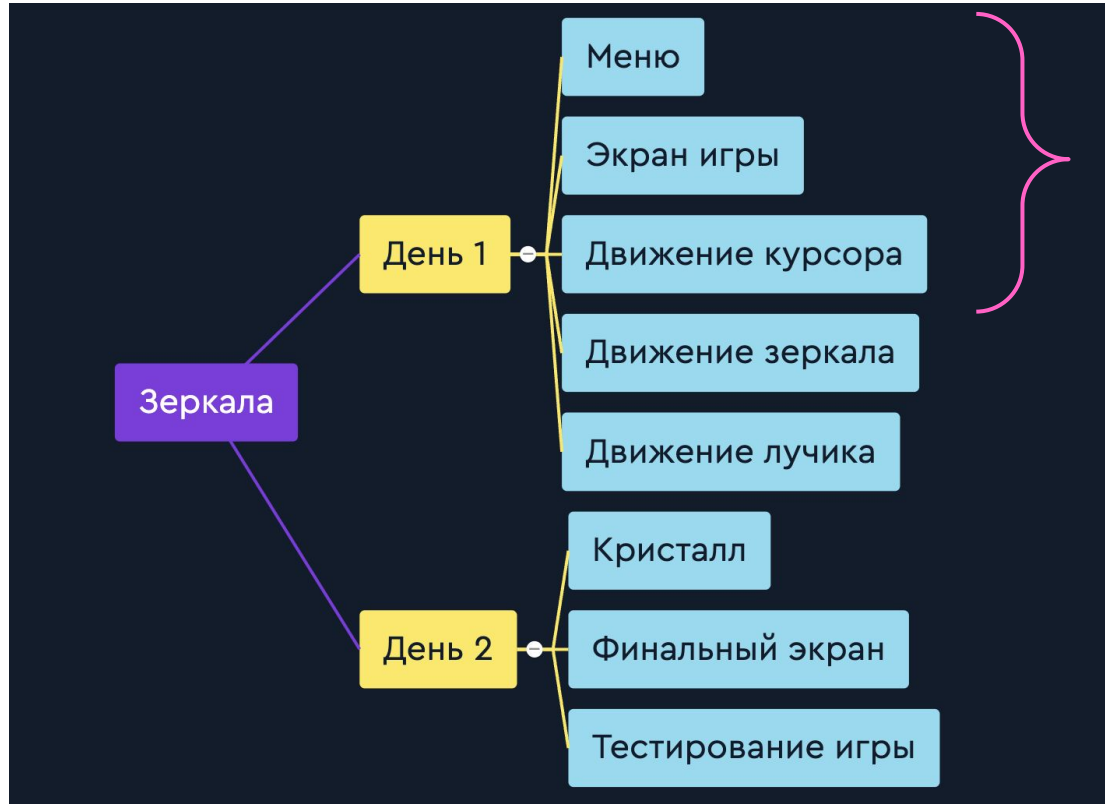 Меню
Экран игры
День 1
Движение курсора
Движение зеркала
Зеркала
Движение лучика
Кристалл
День 2
Финальный экран
Тестирование игры